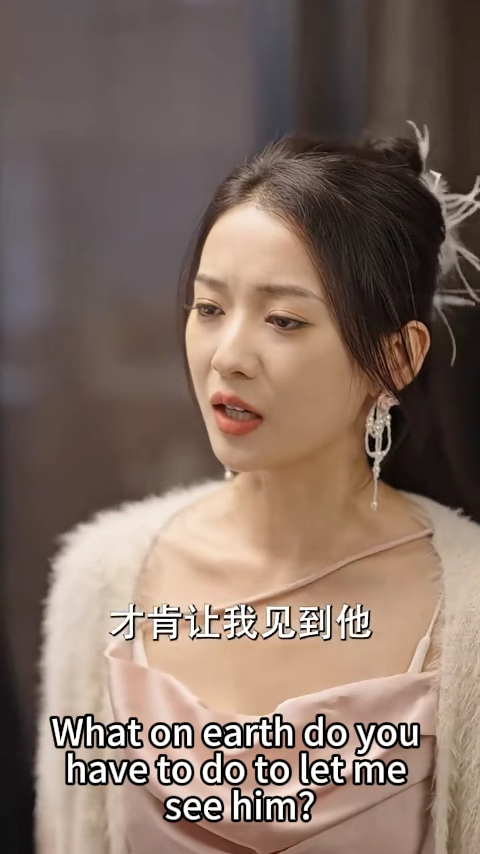 才肯让我见到他
What on earth do you
have to do to let me
see him?